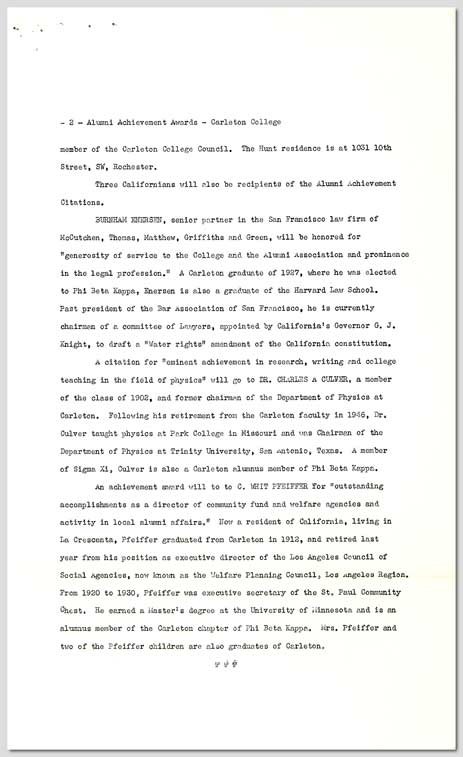 - 2 - Alumni Achievement Awards - Carleton College
member of the Carleton College Council. The Hunt residence is at 1031 10th
Street, SW, Rochester.
Three Californians will also be recipients of the Alumni Achievement
Citations.
BURNHAM ENERSEN, senior partner in the San Francisco law firm of
McCutchen, Thomas, Matthew, Griffiths and Green, will be honored for
"generosity of service to the College and the Alumni Association and prominence
in the legal profession." A Carleton graduate of 1927, where he was elected
to Phi Beta Kappa, Enersen is also a graduate of the Harvard Law School.
Past president of the Bar Association of San Francisco, he is currently
chairman of a committee of Lawyers, appointed by California's Governor G. J.
Knight, to draft a "Water rights" amendment of the California constitution.
A citation for "eminent achievement in research, writing and college
teaching in the field of physics" will go to DR. CHARLES A CULVER, a member
of the class of 1902, and former chairman of the Department of Physics at
Carleton. Following his retirement from the Carleton faculty in 1946, Dr.
Culver taught physics at Park College in Missouri and was Chairman of the
Department of Physics at Trinity University, San Antonio, Texas. A member
of Sigma Xi, Culver is also a Carleton alumnus member of Phi Beta Kappa.
An achievement award will to to C. WHIT PFEIFFER for "outstanding
accomplishments as a director of community fund and welfare agencies and
activity in local alumni affairs." Now a resident of California, living in
La Crescenta, Pfeiffer graduated from Carleton in 1912, and retired last
year from his position as executive director of the Los Angeles Council of
Social Agencies, now known as the Welfare Planning Council, Los Angeles Region.
From 1920 to 1930, Pfeiffer was executive secretary of the St. Paul Community
Chest. He earned a Master's degree at the University of Minnesota and is an
alumnus member of the Carleton chapter of Phi Beta Kappa. Mrs. Pfeiffer and
two of the Pfeiffer children are also graduates of Carleton.